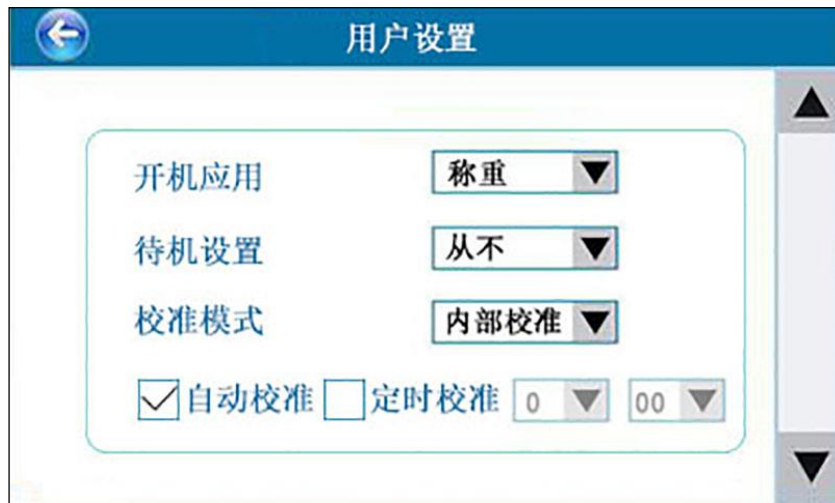 用户设置
开机应用 称重
待机设置 从不
校准模式 内部校准
自动校准 定时校准 0 00